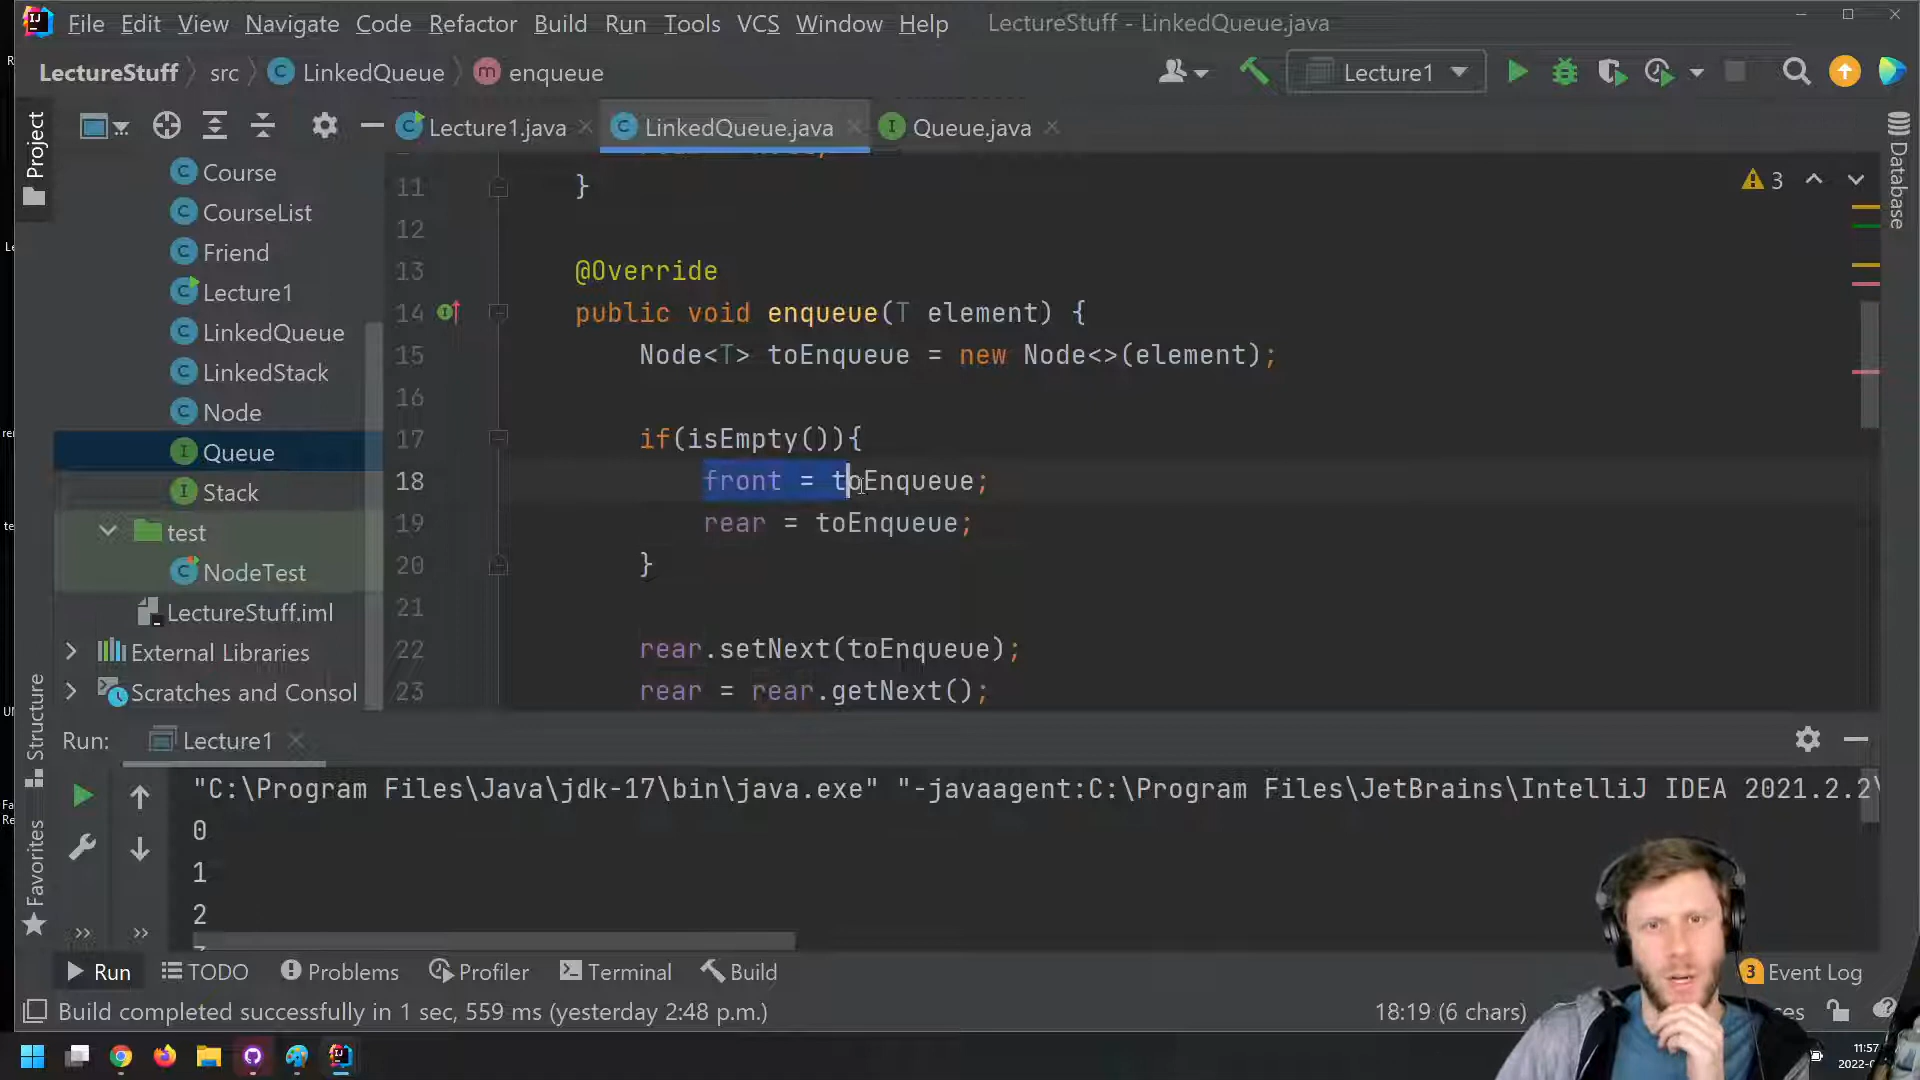 File Edit View Navigate Code Refactor Build Run Tools VCS Window Help LectureStuff - LinkedQueue.java
LectureStuff src LinkedQueue enqueue Lecture1
Project
Lecture1.java LinkedQueue.java Queue.java
Database
Course
CourseList
Friend
Lecture1
LinkedQueue
LinkedStack
Node
Queue
Stack
test
NodeTest
LectureStuff.iml
External Libraries
Scratches and Consol
3
11 }
12
13 @Override
14 public void enqueue(T element) {
15 Node<T> toEnqueue = new Node<>(element);
16
17 if(isEmpty()){
18 front = toEnqueue;
19 rear = toEnqueue;
20 }
21
22 rear.setNext(toEnqueue);
23 rear = rear.getNext();
Structure
Favorites
Run: Lecture1
"C:\Program Files\Java\jdk-17\bin\java.exe" "-javaagent:C:\Program Files\JetBrains\IntelliJ IDEA 2021.2.2\
0
1
2
Run TODO Problems Profiler Terminal Build 3 Event Log
Build completed successfully in 1 sec, 559 ms (yesterday 2:48 p.m.) 18:19 (6 chars)
11:57